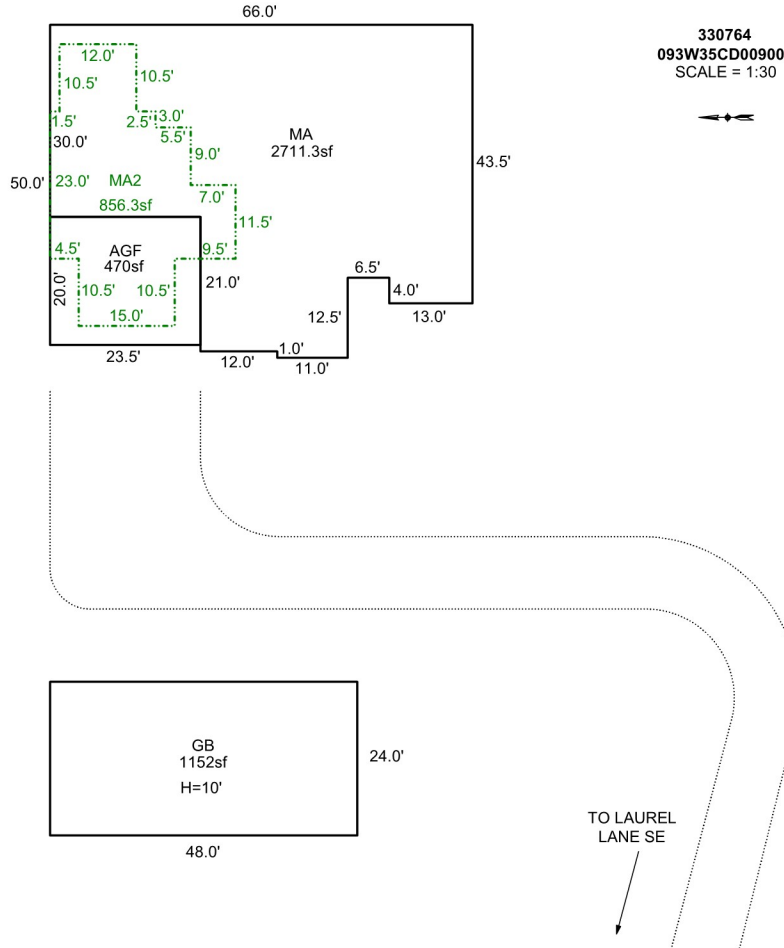 66.0'
330764
093W35CD00900
SCALE = 1:30
12.0'
10.5'
10.5'
1.5'
2.5'
3.0'
5.5'
30.0'
MA
2711.3sf
9.0'
43.5'
50.0'
23.0'
MA2
856.3sf
7.0'
11.5'
4.5'
AGF
470sf
9.5'
20.0'
10.5'
10.5'
21.0'
15.0'
6.5'
4.0'
12.5'
13.0'
23.5'
12.0'
1.0'
11.0'
GB
1152sf
H=10'
24.0'
48.0'
TO LAUREL
LANE SE